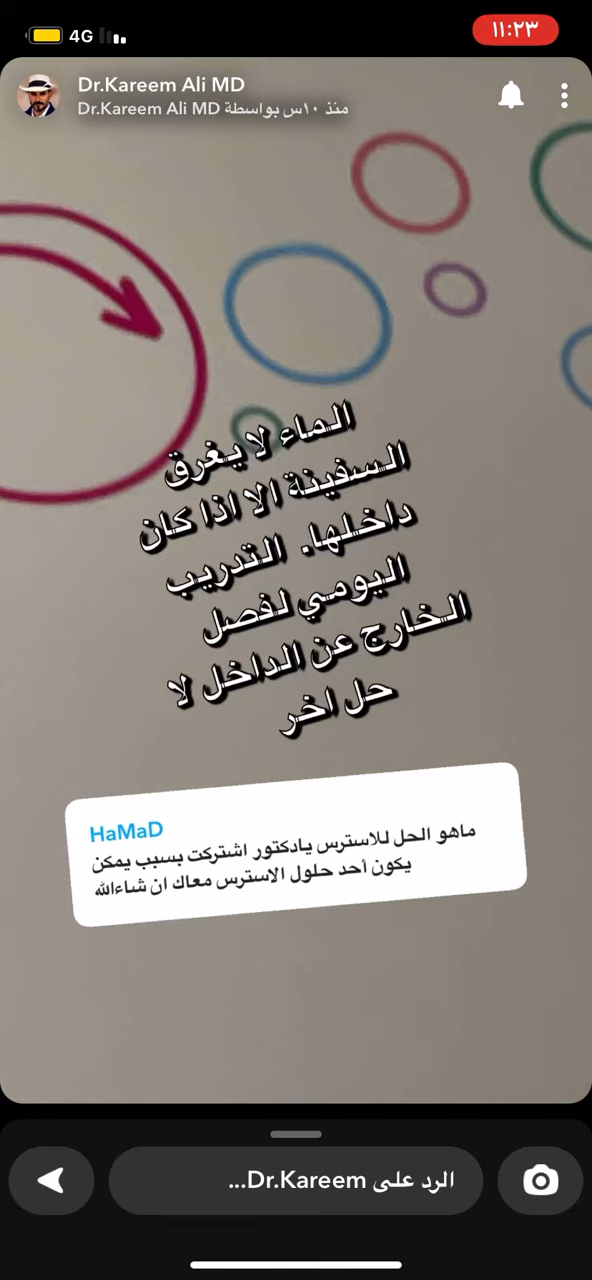 4G
١١:٢٣
Dr.Kareem Ali MD
منذ ١٠س بواسطة Dr.Kareem Ali MD
الماء لا يغرق
السفينة الا اذا كان
داخلها. التدريب
اليومي لفصل
الخارج عن الداخل لا
حل اخر
HaMaD
ماهو الحل للاسترس يادكتور اشتركت بسبب يمكن
يكون أحد حلول الاسترس معاك ان شاءالله
الرد على Dr.Kareem...